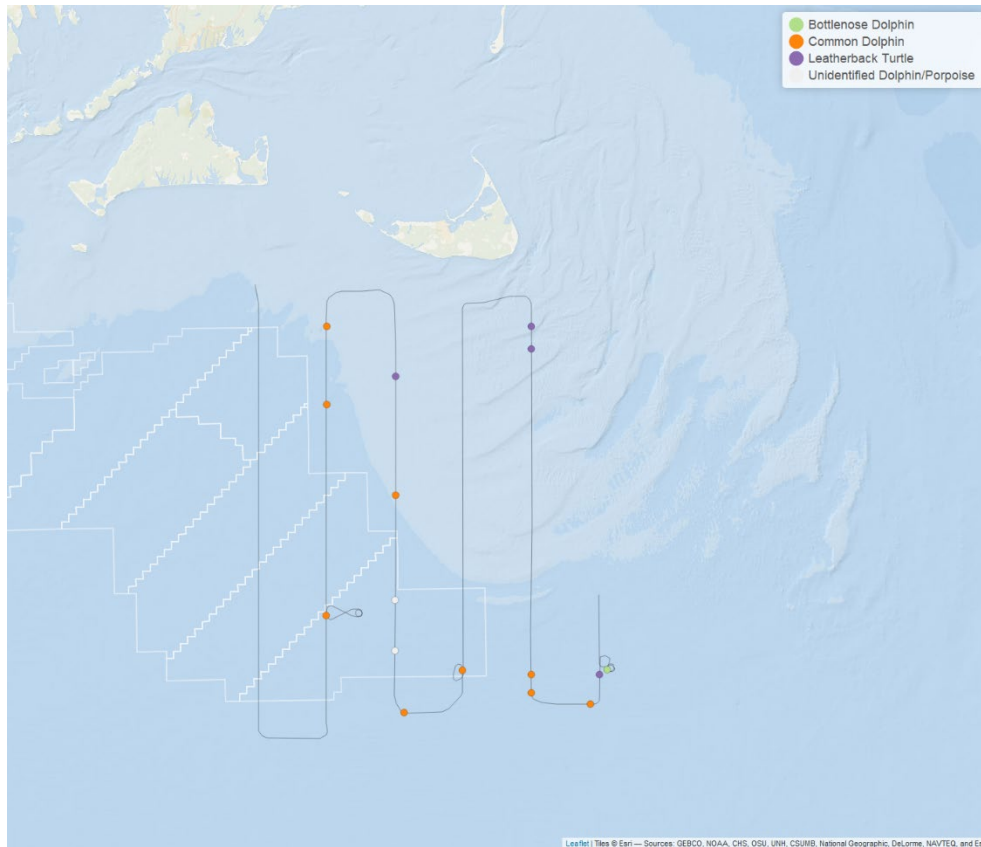 Bottlenose Dolphin
Common Dolphin
Leatherback Turtle
Unidentified Dolphin/Porpoise
Leaflet | Tiles © Esri — Sources: GEBCO, NOAA, CHS, OSU, UNH, CSUMB, National Geographic, DeLorme, NAVTEQ, and